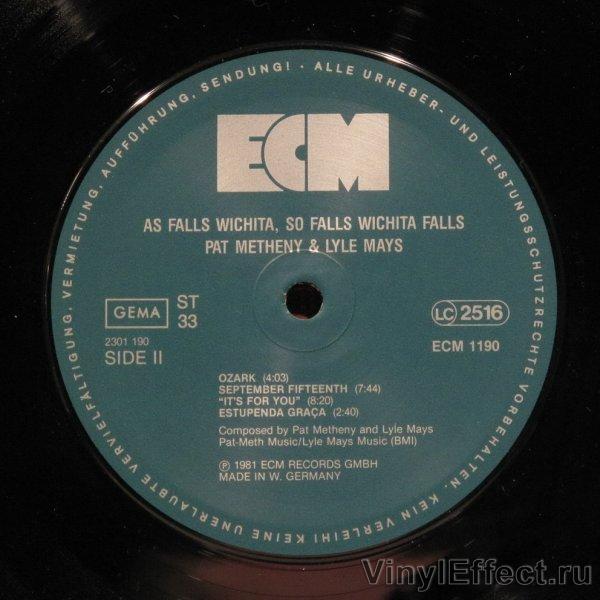 ALLE URHEBER- UND LEISTUNGSSCHUTZRECHTE VORBEHALTEN. KEIN VERLEIH! KEINE UNERLAUBTE VERVIELFÄLTIGUNG, VERMIETUNG, AUFFÜHRUNG, SENDUNG! ·
ECM
AS FALLS WICHITA, SO FALLS WICHITA FALLS
PAT METHENY & LYLE MAYS
GEMA
ST
33
LC 2516
2301 190
SIDE II
ECM 1190
OZARK (4:03)
SEPTEMBER FIFTEENTH (7:44)
"IT'S FOR YOU" (8:20)
ESTUPENDA GRAÇA (2:40)
Composed by Pat Metheny and Lyle Mays
Pat-Meth Music/Lyle Mays Music (BMI)
℗ 1981 ECM RECORDS GMBH
MADE IN W. GERMANY
VinylEffect.ru